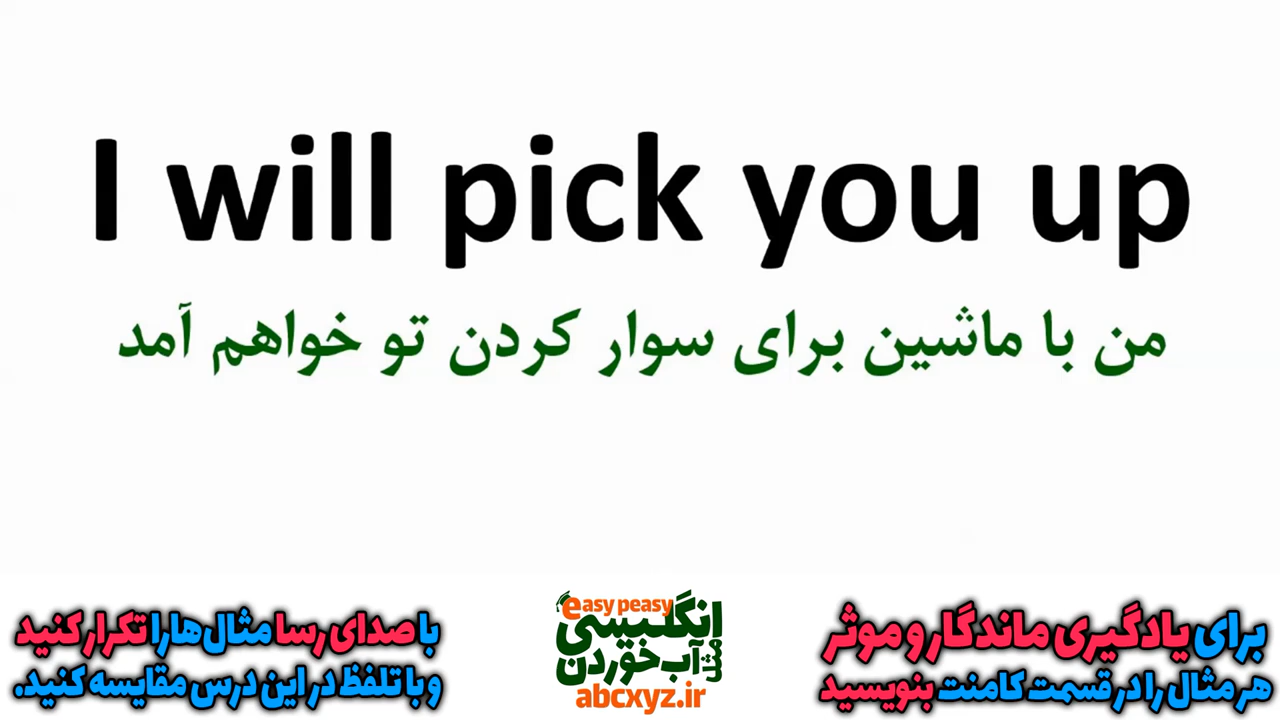 I will pick you up
من با ماشین برای سوار کردن تو خواهم آمد
برای یادگیری ماندگار و موثر
هر مثال را در قسمت کامنت بنویسید
easy peasy
انگلیسی
مثل آب خوردن
abcxyz.ir
با صدای رسا مثال‌ها را تکرار کنید
و با تلفظ در این درس مقایسه کنید.